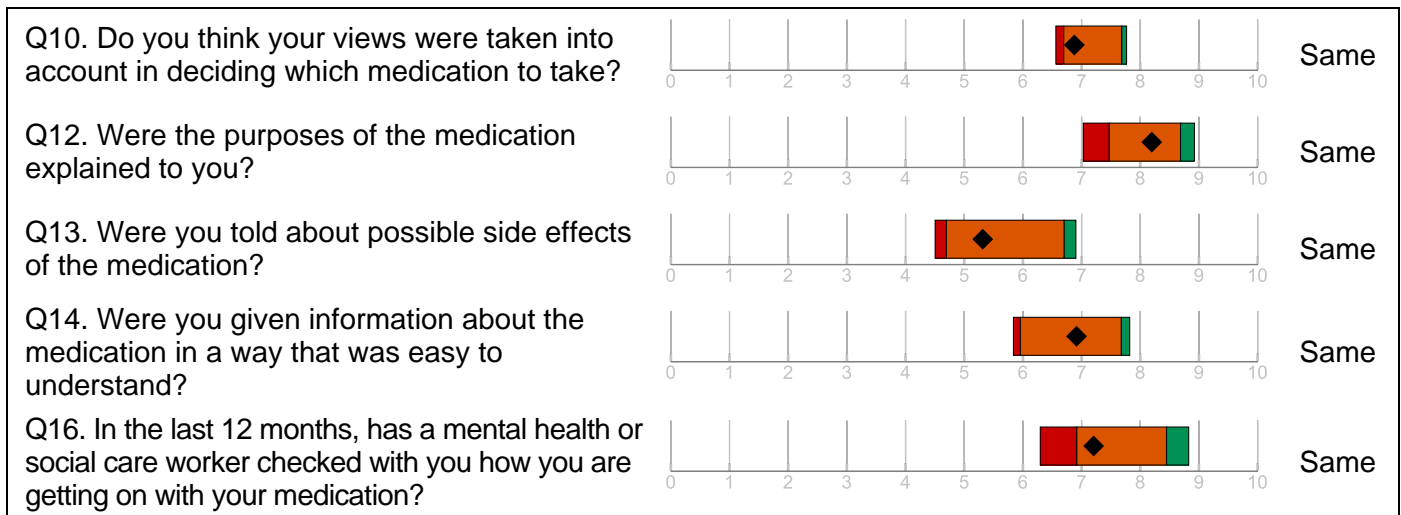 Q10. Do you think your views were taken into
account in deciding which medication to take?
0 1 2 3 4 5 6 7 8 9 10
Same
Q12. Were the purposes of the medication
explained to you?
0 1 2 3 4 5 6 7 8 9 10
Same
Q13. Were you told about possible side effects
of the medication?
0 1 2 3 4 5 6 7 8 9 10
Same
Q14. Were you given information about the
medication in a way that was easy to
understand?
0 1 2 3 4 5 6 7 8 9 10
Same
Q16. In the last 12 months, has a mental health or
social care worker checked with you how you are
getting on with your medication?
0 1 2 3 4 5 6 7 8 9 10
Same